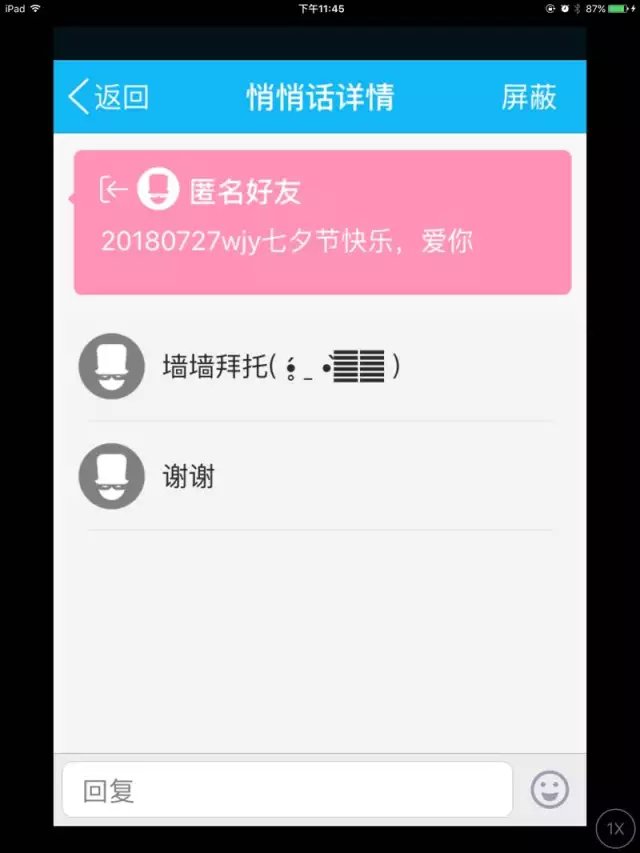 iPad 下午11:45 87%
返回 悄悄话详情 屏蔽
匿名好友
20180727wjy七夕节快乐，爱你
墙墙拜托(
谢谢
回复
1X